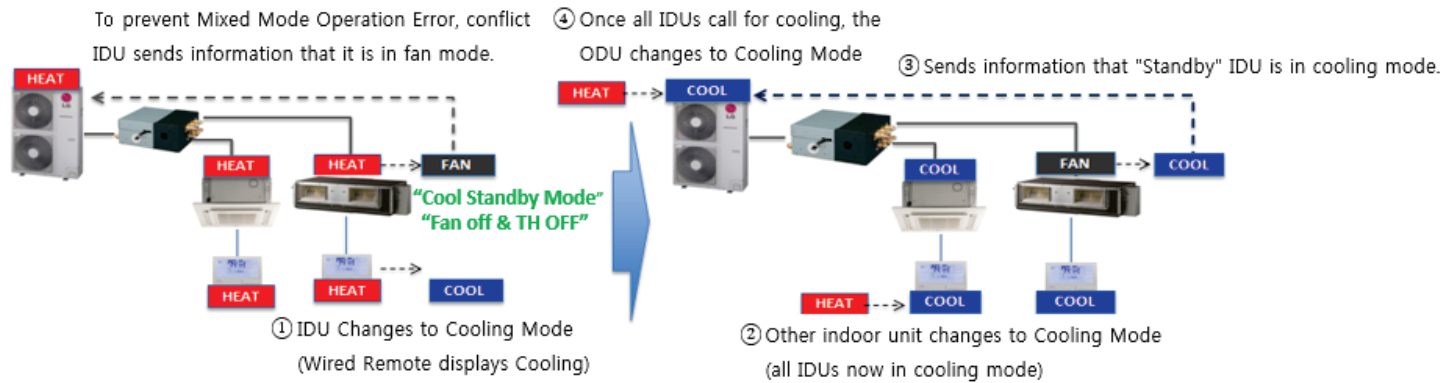 To prevent Mixed Mode Operation Error, conflict
IDU sends information that it is in fan mode.
HEAT
LG
HEAT
HEAT
FAN
"Cool Standby Mode"
"Fan off & TH OFF"
HEAT
HEAT
COOL
① IDU Changes to Cooling Mode
(Wired Remote displays Cooling)
④ Once all IDUs call for cooling, the
ODU changes to Cooling Mode
③ Sends information that "Standby" IDU is in cooling mode.
HEAT
COOL
LG
COOL
FAN
COOL
HEAT
COOL
COOL
② Other indoor unit changes to Cooling Mode
(all IDUs now in cooling mode)